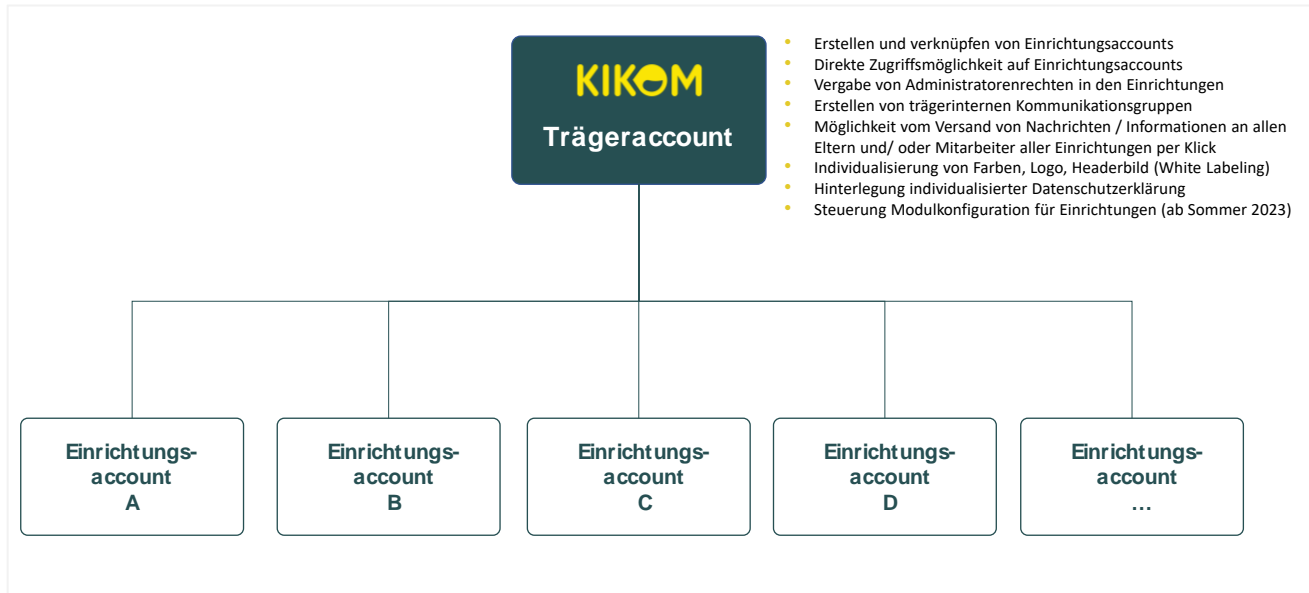 KIKOM
Trägeraccount
• Erstellen und verknüpfen von Einrichtungsaccounts
• Direkte Zugriffsmöglichkeit auf Einrichtungsaccounts
• Vergabe von Administratorenrechten in den Einrichtungen
• Erstellen von trägerinternen Kommunikationsgruppen
• Möglichkeit vom Versand von Nachrichten / Informationen an allen
Eltern und/ oder Mitarbeiter aller Einrichtungen per Klick
• Individualisierung von Farben, Logo, Headerbild (White Labeling)
• Hinterlegung individualisierter Datenschutzerklärung
• Steuerung Modulkonfiguration für Einrichtungen (ab Sommer 2023)
Einrichtungs-
account
A
Einrichtungs-
account
B
Einrichtungs-
account
C
Einrichtungs-
account
D
Einrichtungs-
account
...